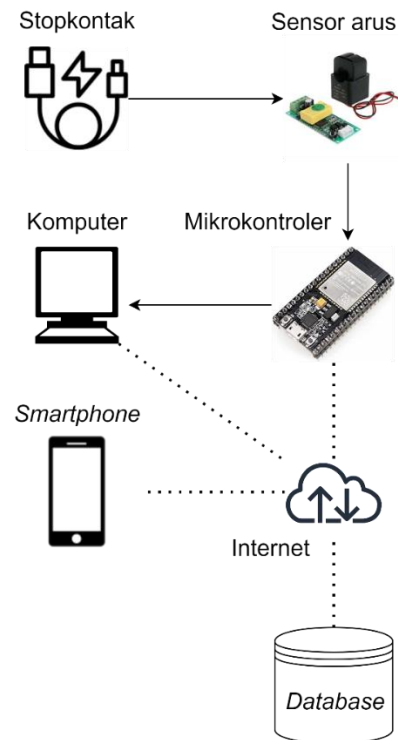 Stopkontak
Sensor arus
Komputer
Mikrokontroler
Smartphone
Internet
Database